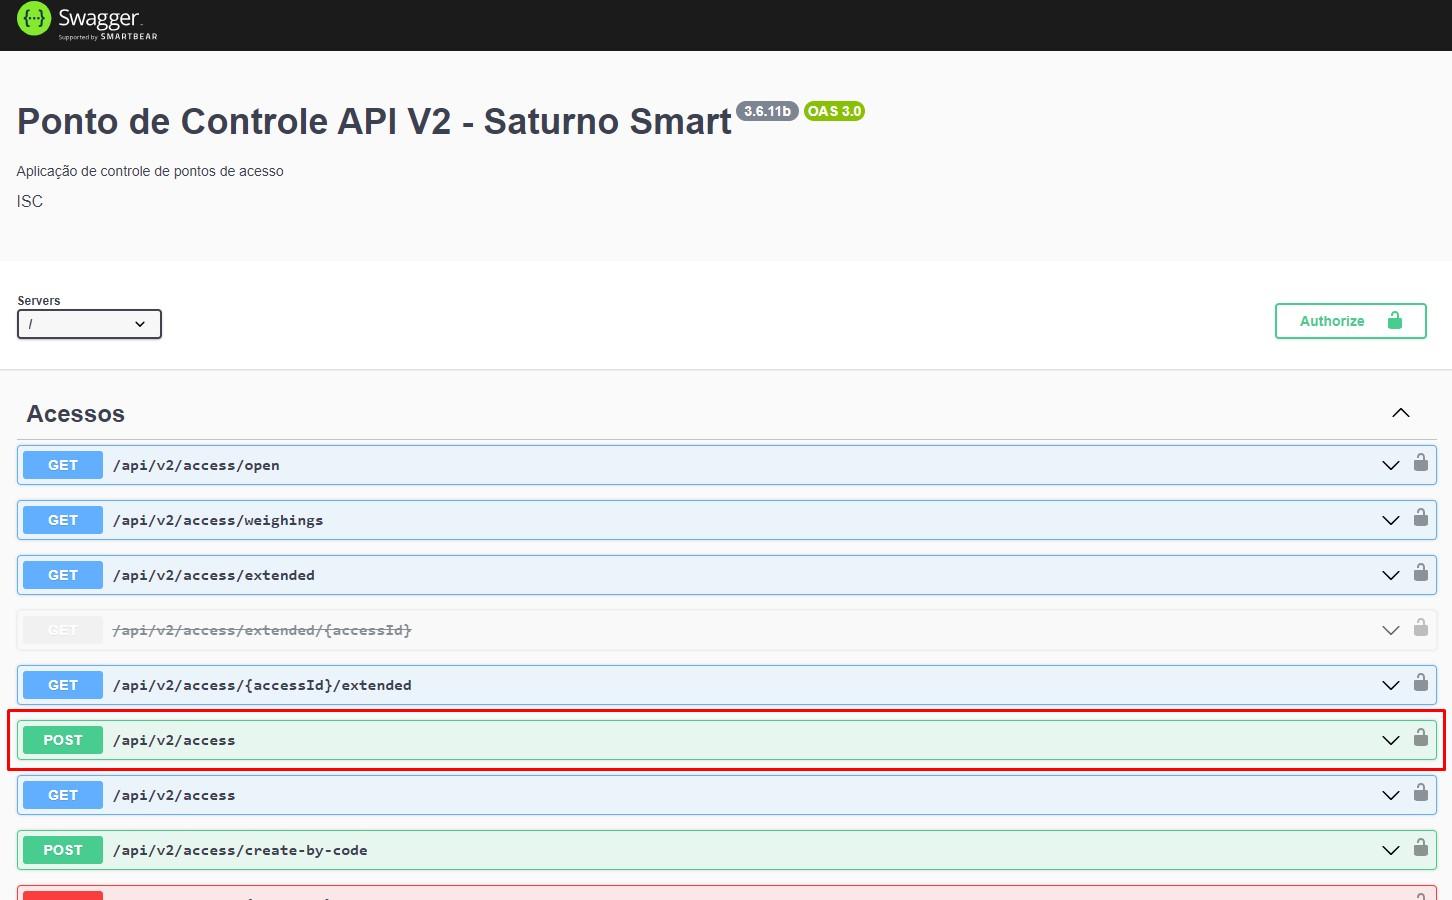 Swagger
Supported by SMARTBEAR
Ponto de Controle API V2 - Saturno Smart 3.6.11b OAS 3.0
Aplicação de controle de pontos de acesso
ISC
Servers
/
Authorize
Acessos
GET /api/v2/access/open
GET /api/v2/access/weighings
GET /api/v2/access/extended
GET /api/v2/access/extended/{accessId}
GET /api/v2/access/{accessId}/extended
POST /api/v2/access
GET /api/v2/access
POST /api/v2/access/create-by-code